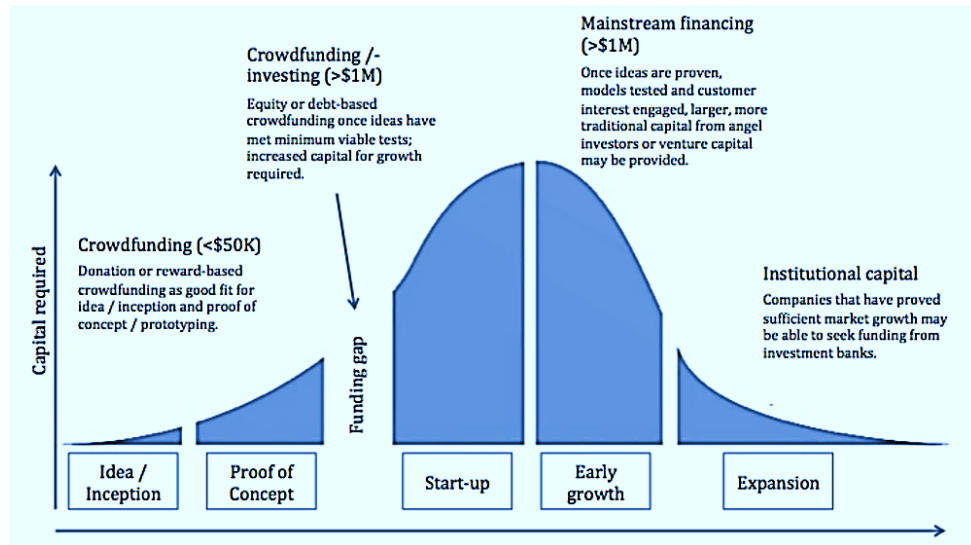 Mainstream financing
(>$1M)
Once ideas are proven,
models tested and customer
interest engaged, larger, more
traditional capital from angel
investors or venture capital
may be provided.
Crowdfunding /-
investing (>$1M)
Equity or debt-based
crowdfunding once ideas have
met minimum viable tests;
increased capital for growth
required.
Crowdfunding (<$50K)
Donation or reward-based
crowdfunding as good fit for
idea / inception and proof of
concept / prototyping.
Institutional capital
Companies that have proved
sufficient market growth may
be able to seek funding from
investment banks.
Capital required
Funding gap
Idea /
Inception
Proof of
Concept
Start-up
Early
growth
Expansion